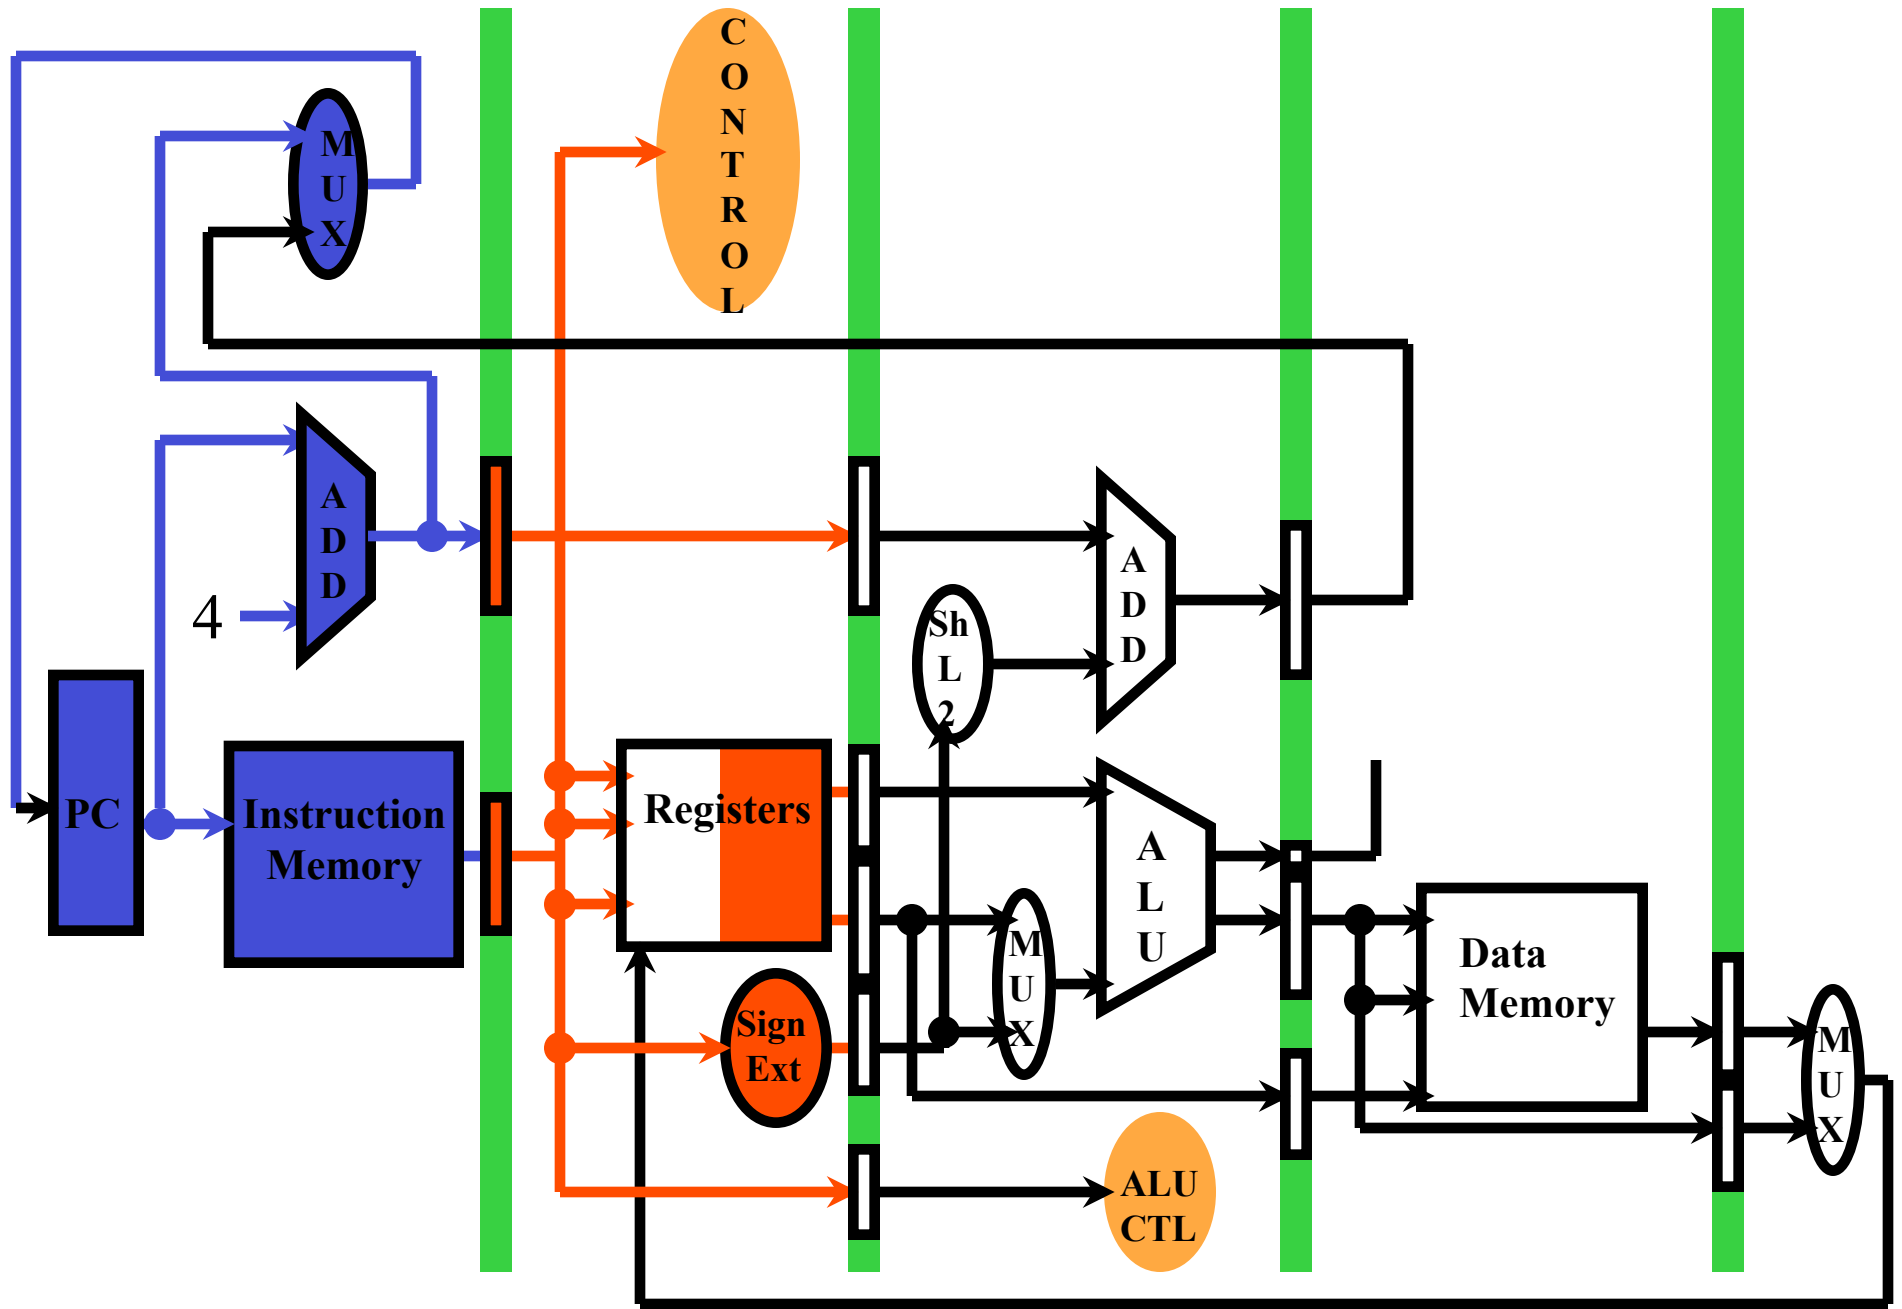 C
O
N
T
R
O
L
M
U
X
A
D
D
4
PC
Instruction
Memory
Registers
Sign
Ext
Sh
L
2
A
D
D
A
L
U
M
U
X
ALU
CTL
Data
Memory
M
U
X